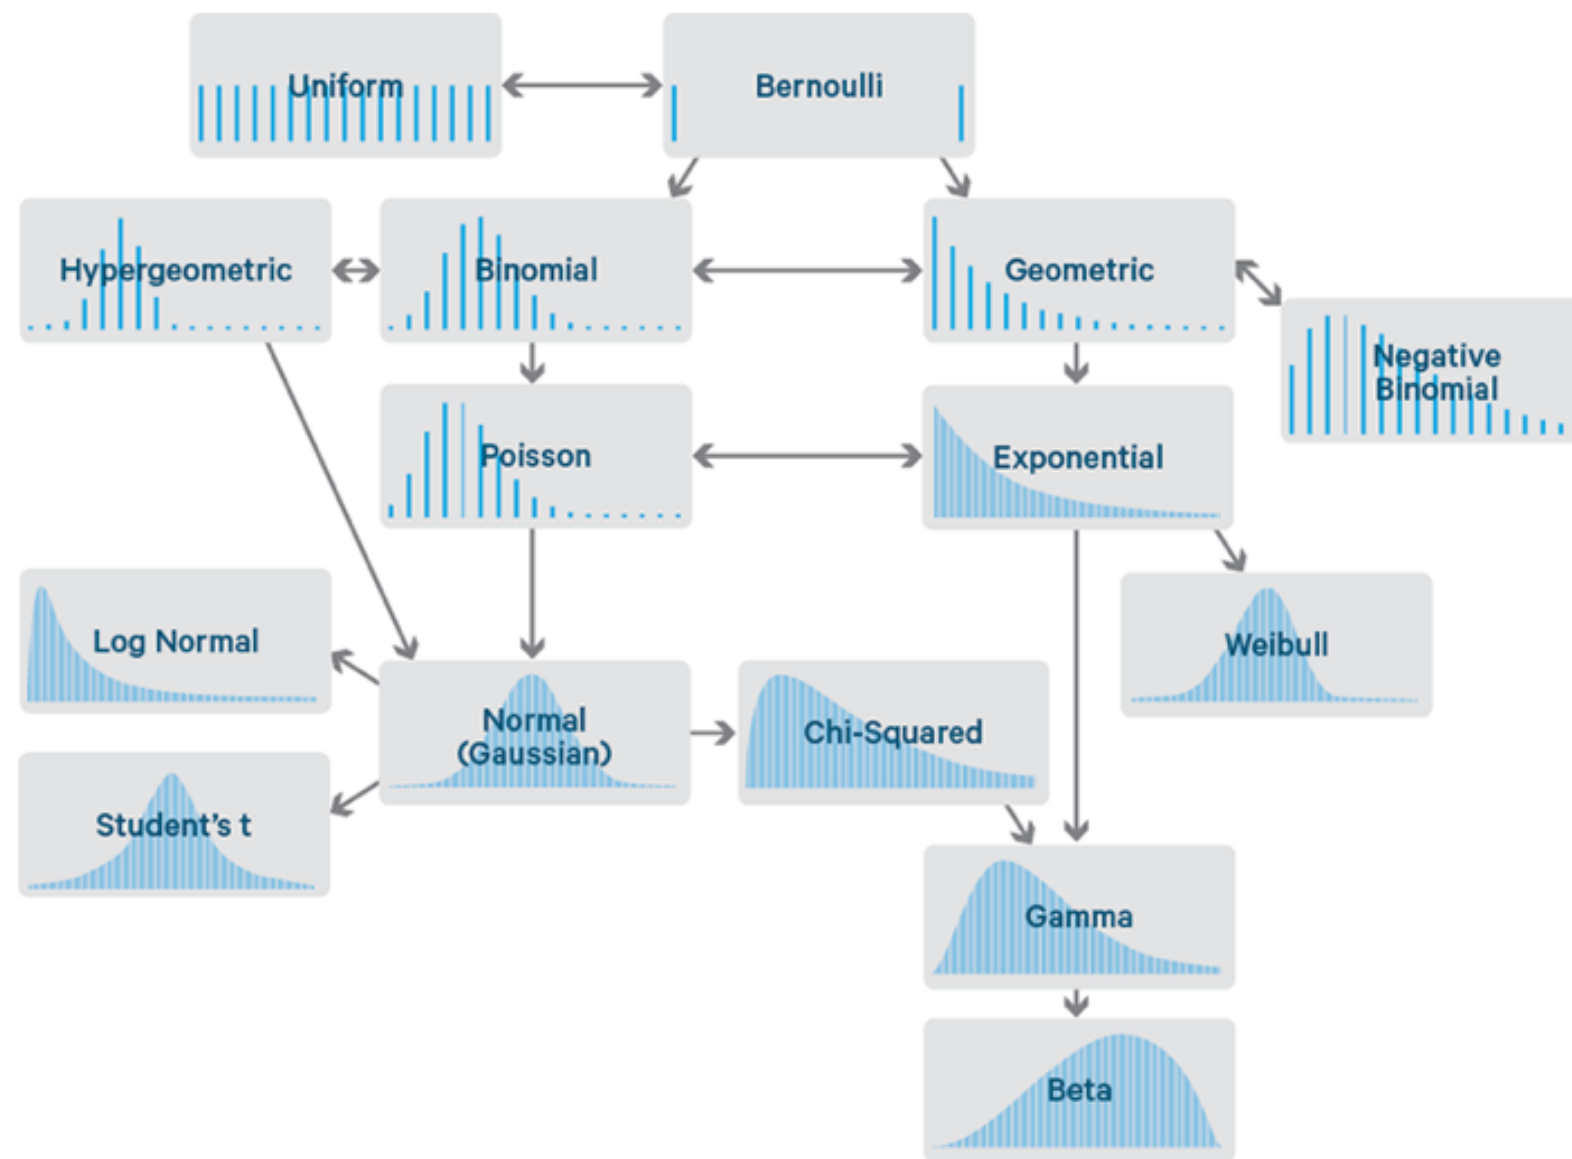 Uniform
Bernoulli
Hypergeometric
Binomial
Geometric
Negative
Binomial
Poisson
Exponential
Log Normal
Weibull
Normal
(Gaussian)
Chi-Squared
Student’s t
Gamma
Beta